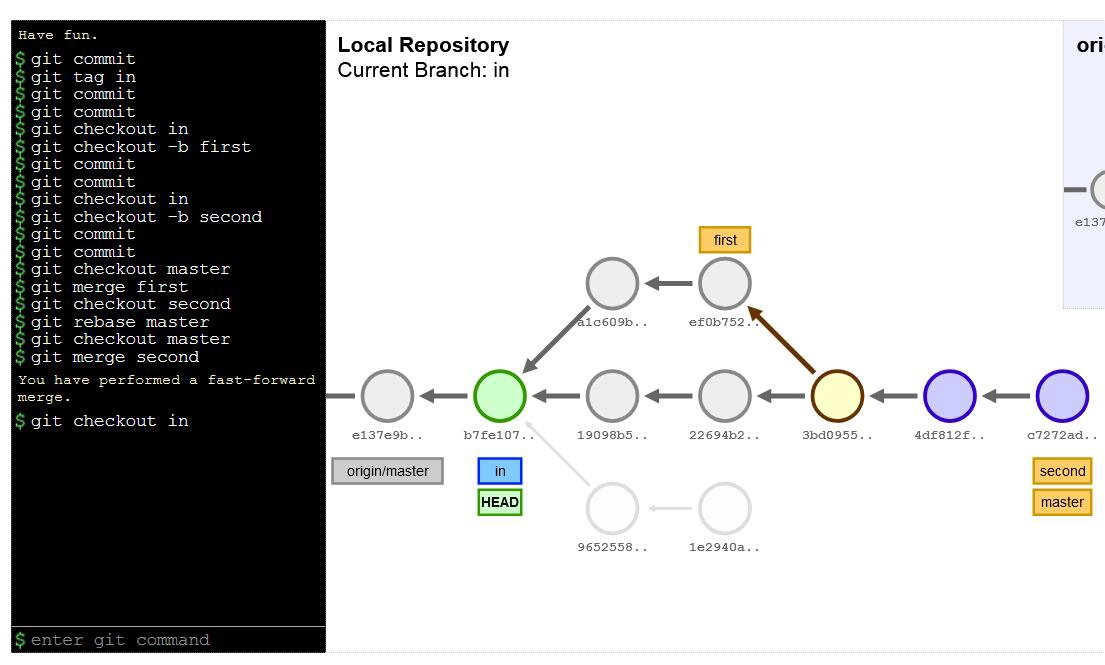 Have fun.
$ git commit
$ git tag in
$ git commit
$ git commit
$ git checkout in
$ git checkout -b first
$ git commit
$ git commit
$ git checkout in
$ git checkout -b second
$ git commit
$ git commit
$ git checkout master
$ git merge first
$ git checkout second
$ git rebase master
$ git checkout master
$ git merge second
You have performed a fast-forward
merge.
$ git checkout in
$ enter git command
Local Repository
Current Branch: in
ori
e137
first
a1c609b..
ef0b752..
e137e9b..
b7fe107..
19098b5..
22694b2..
3bd0955..
4df812f..
c7272ad..
origin/master
in
second
HEAD
master
9652558..
1e2940a..